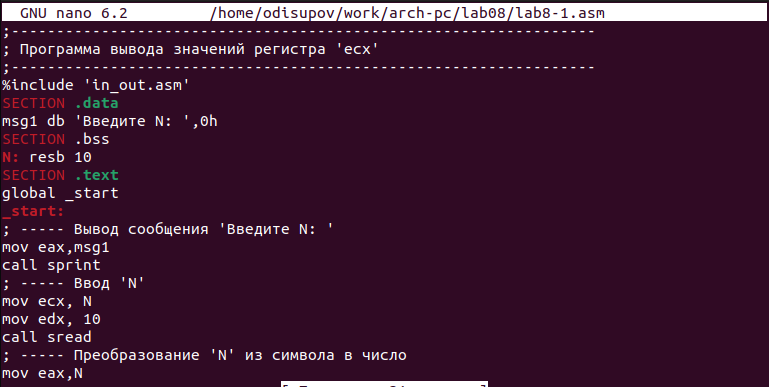 GNU nano 6.2 /home/odisupov/work/arch-pc/lab08/lab8-1.asm
;-----------------------------------------------------------------
; Программа вывода значений регистра 'ecx'
;-----------------------------------------------------------------
%include 'in_out.asm'
SECTION .data
msg1 db 'Введите N: ',0h
SECTION .bss
N: resb 10
SECTION .text
global _start
_start:
; ----- Вывод сообщения 'Введите N: '
mov eax,msg1
call sprint
; ----- Ввод 'N'
mov ecx, N
mov edx, 10
call sread
; ----- Преобразование 'N' из символа в число
mov eax,N